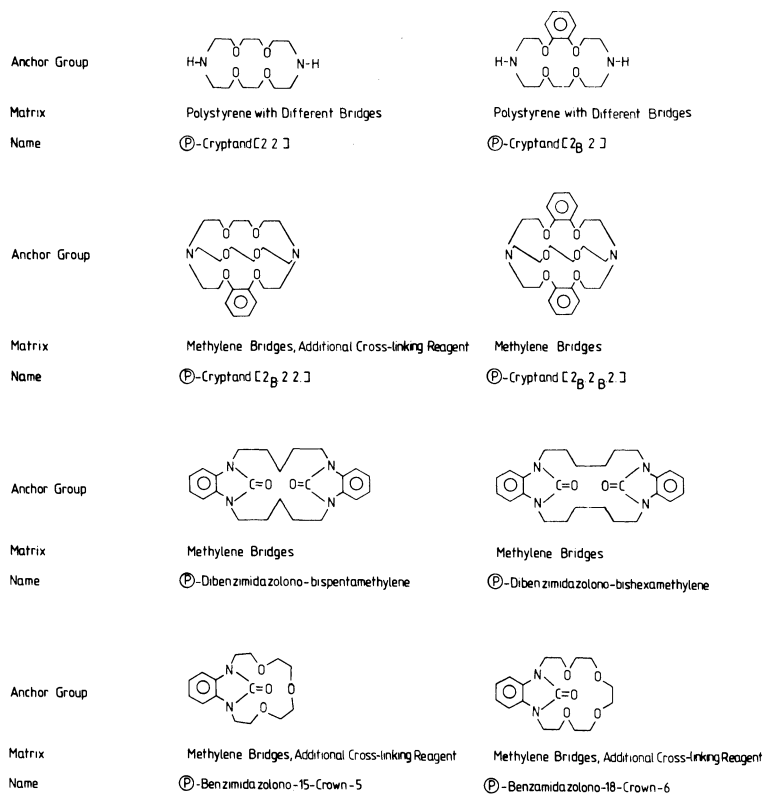 Anchor Group
H-N O O O O N-H
H-N O O O O N-H
Matrix Polystyrene with Different Bridges Polystyrene with Different Bridges
Name Ⓟ-Cryptand[2 2 ] Ⓟ-Cryptand[2B 2 ]
Anchor Group
N O O O O O O N
N O O O O O O N
Matrix Methylene Bridges, Additional Cross-linking Reagent Methylene Bridges
Name Ⓟ-Cryptand [2B 2 2.] Ⓟ-Cryptand [2B 2B 2.]
Anchor Group
N N C=O O=C N N
N N C=O O=C N N
Matrix Methylene Bridges Methylene Bridges
Name Ⓟ-Dibenzimidazolono-bispentamethylene Ⓟ-Dibenzimidazolono-bishexamethylene
Anchor Group
N N C=O O O O
N N C=O O O O O
Matrix Methylene Bridges, Additional Cross-linking Reagent Methylene Bridges, Additional Cross-linking Reagent
Name Ⓟ-Benzimidazolono-15-Crown-5 Ⓟ-Benzamidazolono-18-Crown-6